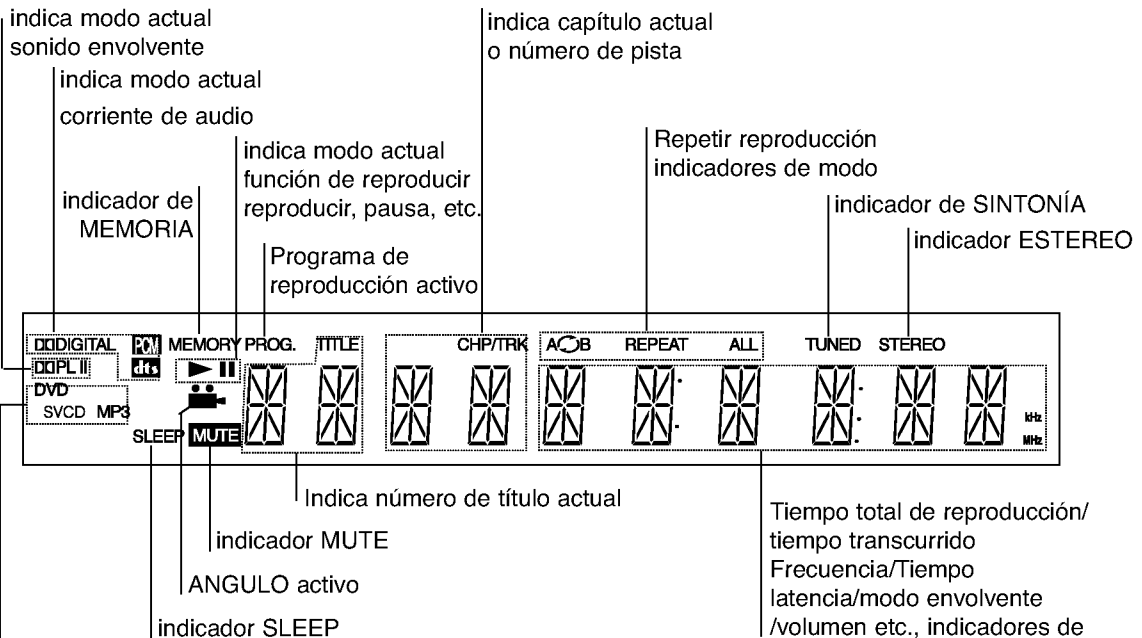 indica modo actual
sonido envolvente
indica modo actual
corriente de audio
indica modo actual
función de reproducir
reproducir, pausa, etc.
indicador de
MEMORIA
Programa de
reproducción activo
indica capítulo actual
o número de pista
Repetir reproducción
indicadores de modo
indicador de SINTONÍA
indicador ESTEREO
DIGITAL PCM MEMORY PROG. TITLE CHP/TRK A B REPEAT ALL TUNED STEREO
PL II dts
DVD
SVCD MP3
kHz
MHz
SLEEP MUTE
Indica número de título actual
indicador MUTE
ANGULO activo
indicador SLEEP
Tiempo total de reproducción/
tiempo transcurrido
Frecuencia/Tiempo
latencia/modo envolvente
/volumen etc., indicadores de